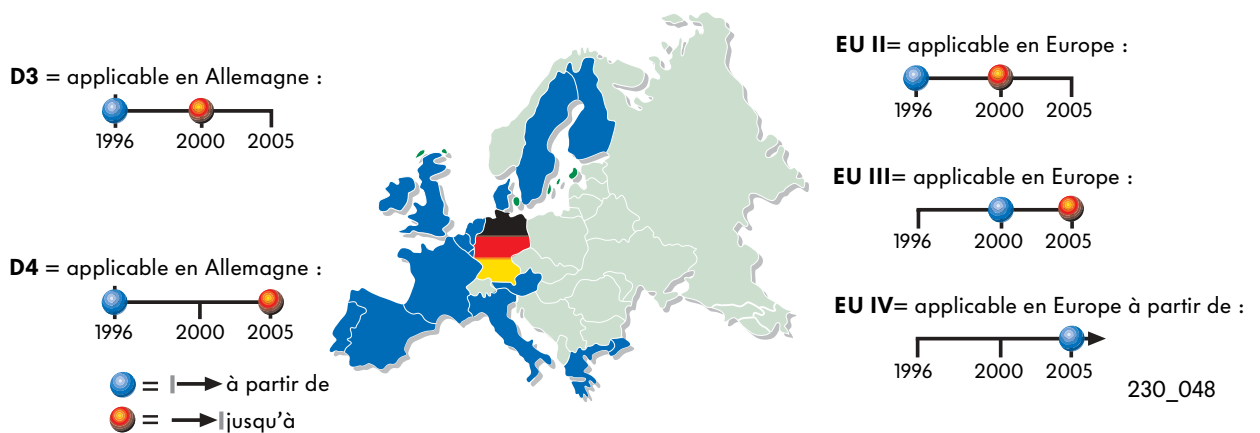 D3 = applicable en Allemagne :
1996 2000 2005
D4 = applicable en Allemagne :
1996 2000 2005
= à partir de
= jusqu'à
EU II= applicable en Europe :
1996 2000 2005
EU III= applicable en Europe :
1996 2000 2005
EU IV= applicable en Europe à partir de :
1996 2000 2005
230_048